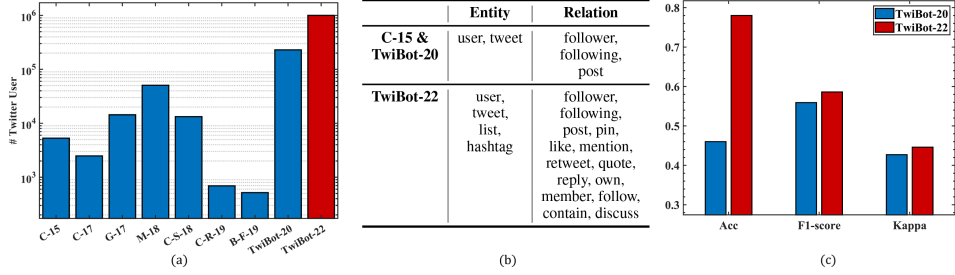 # Twitter User
10^6
10^5
10^4
10^3
C-15
C-17
G-17
M-18
C-S-18
C-R-19
B-F-19
TwiBot-20
TwiBot-22
(a)
Entity Relation
C-15 & user, tweet follower,
TwiBot-20 following,
post
TwiBot-22 user, follower,
tweet, following,
list, post, pin,
hashtag like, mention,
retweet, quote,
reply, own,
member, follow,
contain, discuss
(b)
TwiBot-20
TwiBot-22
0.8
0.7
0.6
0.5
0.4
0.3
Acc F1-score Kappa
(c)